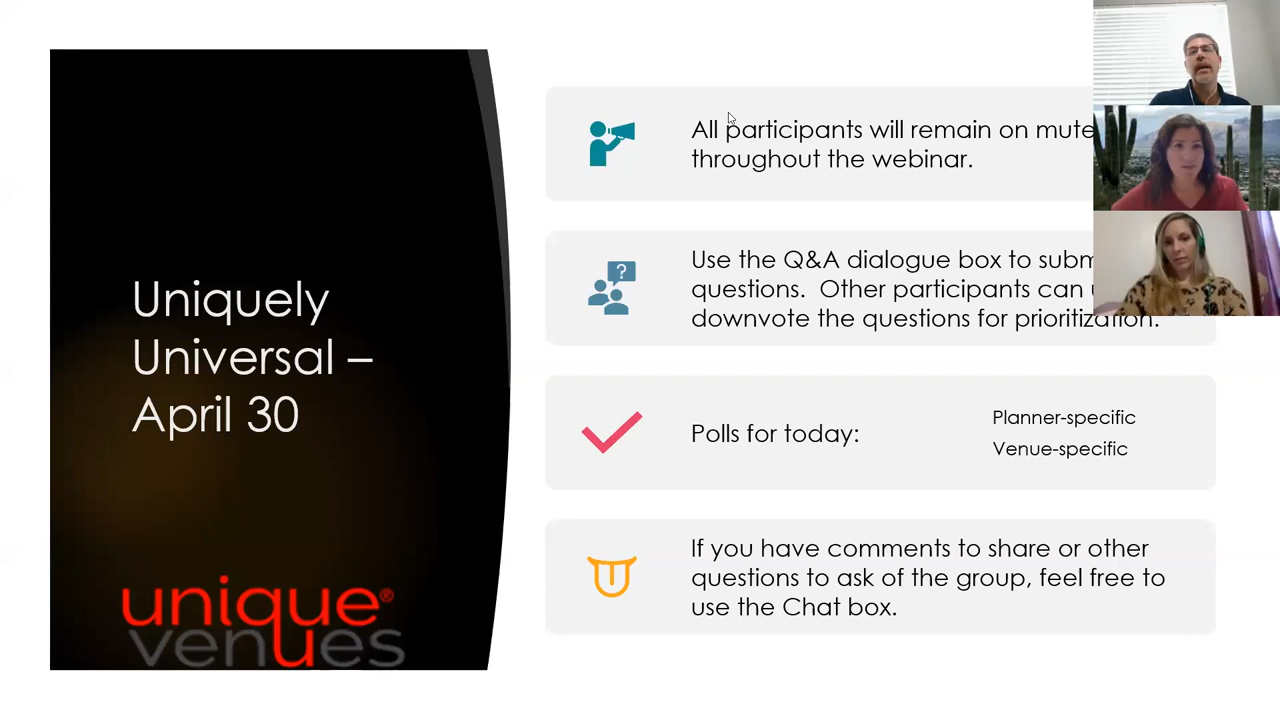 Uniquely
Universal –
April 30
unique®
venues
All participants will remain on mute
throughout the webinar.
?
Use the Q&A dialogue box to
questions. Other participants can
downvote the questions for prioritization.
Polls for today:
Planner-specific
Venue-specific
If you have comments to share or other
questions to ask of the group, feel free to
use the Chat box.